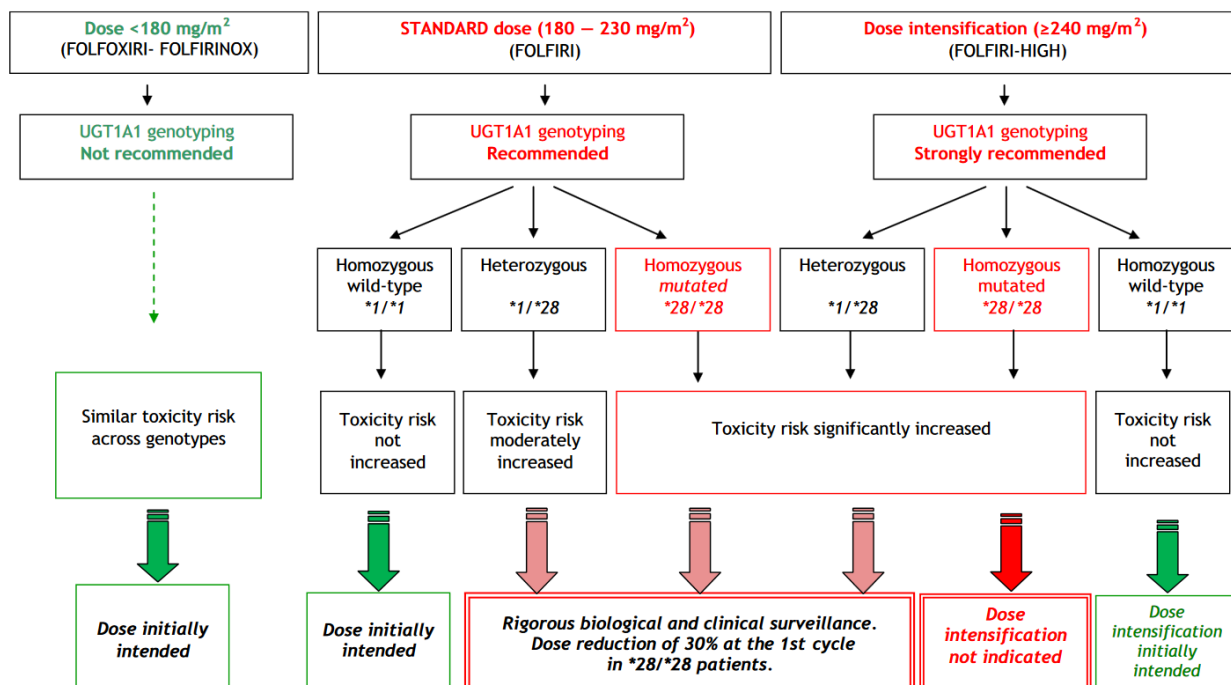 Dose <180 mg/m²
(FOLFOXIRI- FOLFIRINOX)
STANDARD dose (180 — 230 mg/m²)
(FOLFIRI)
Dose intensification (≥240 mg/m²)
(FOLFIRI-HIGH)
UGT1A1 genotyping
Not recommended
UGT1A1 genotyping
Recommended
UGT1A1 genotyping
Strongly recommended
Homozygous
wild-type
*1/*1
Heterozygous
*1/*28
Homozygous
mutated
*28/*28
Heterozygous
*1/*28
Homozygous
mutated
*28/*28
Homozygous
wild-type
*1/*1
Similar toxicity risk
across genotypes
Toxicity risk
not
increased
Toxicity risk
moderately
increased
Toxicity risk significantly increased
Toxicity risk
not
increased
Dose initially
intended
Dose initially
intended
Rigorous biological and clinical surveillance.
Dose reduction of 30% at the 1st cycle
in *28/*28 patients.
Dose
intensification
not indicated
Dose
intensification
initially
intended